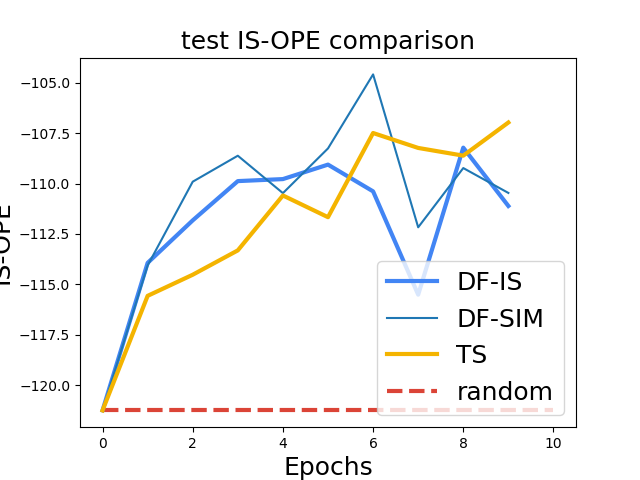 test IS-OPE comparison
IS-OPE
−105.0
−107.5
−110.0
−112.5
−115.0
−117.5
−120.0
DF-IS
DF-SIM
TS
random
0 2 4 6 8 10
Epochs